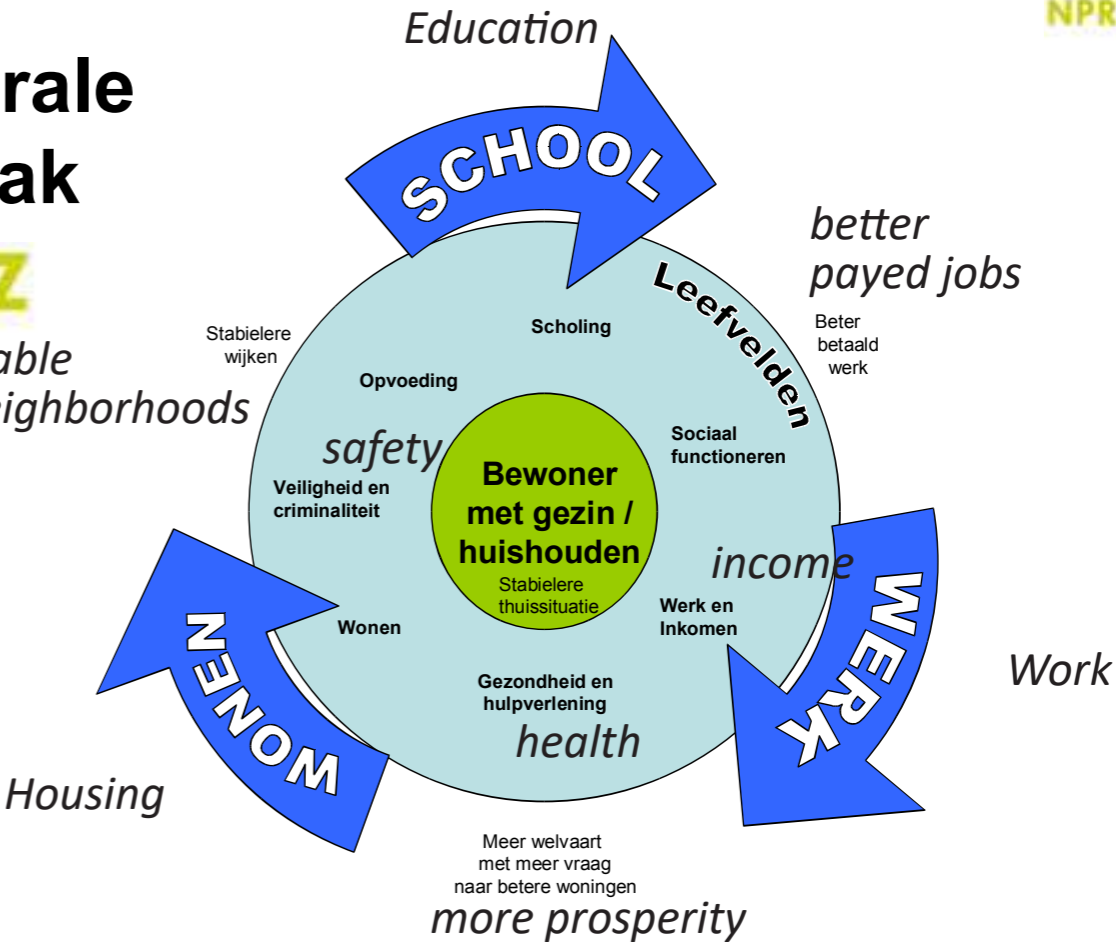 Education
NPR
rale
ak
z
SCHOOL
better
payed jobs
Beter
betaald
werk
Leefvelden
Stabielere
wijken
able
eighborhoods
Scholing
Opvoeding
safety
Sociaal
functioneren
Veiligheid en
criminaliteit
Bewoner
met gezin /
huishouden
Stabielere
thuissituatie
income
WERK
Werk en
Inkomen
Wonen
WONEN
Work
Gezondheid en
hulpverlening
health
Housing
Meer welvaart
met meer vraag
naar betere woningen
more prosperity